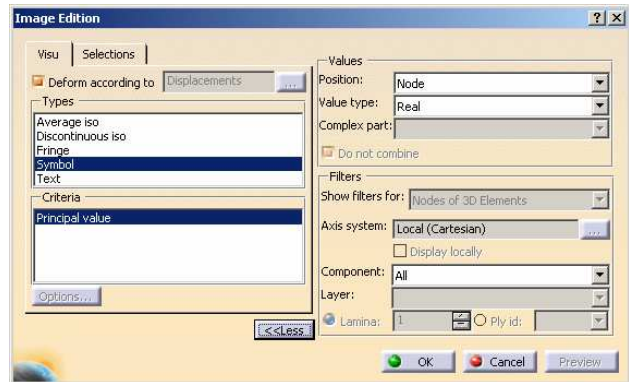 Image Edition
Visu
Selections
Deform according to Displacements ...
Types
Average iso
Discontinuous iso
Fringe
Symbol
Text
Criteria
Principal value
Options...
<<Less
Values
Position: Node
Value type: Real
Complex part:
Do not combine
Filters
Show filters for: Nodes of 3D Elements
Axis system: Local (Cartesian) ...
Display locally
Component: All
Layer:
Lamina: 1 Ply id:
OK Cancel Preview